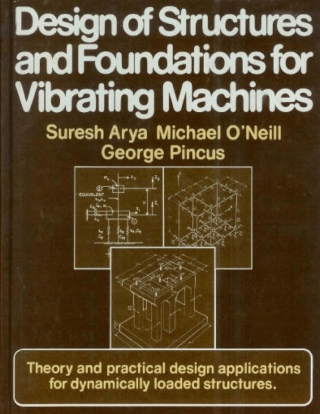 Design of Structures
and Foundations for
Vibrating Machines
Suresh Arya Michael O'Neill
George Pincus
EQUIVALENT
Theory and practical design applications
for dynamically loaded structures.